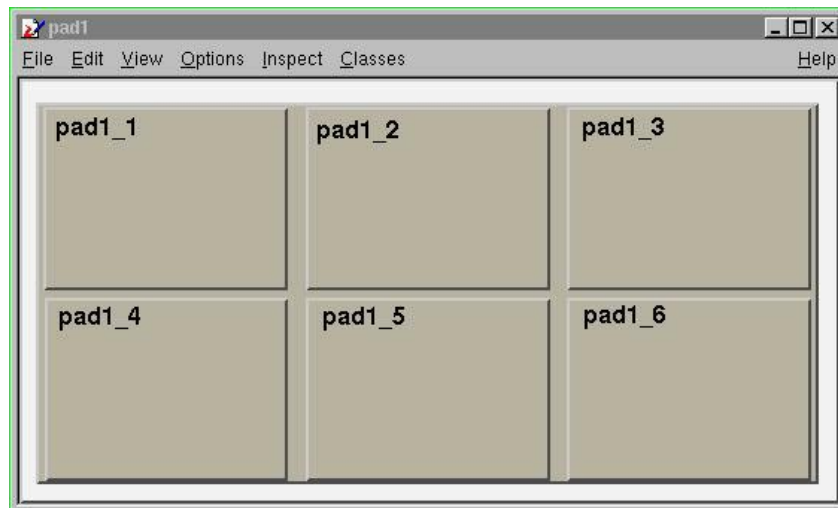 pad1
File Edit View Options Inspect Classes Help
pad1_1 pad1_2 pad1_3
pad1_4 pad1_5 pad1_6